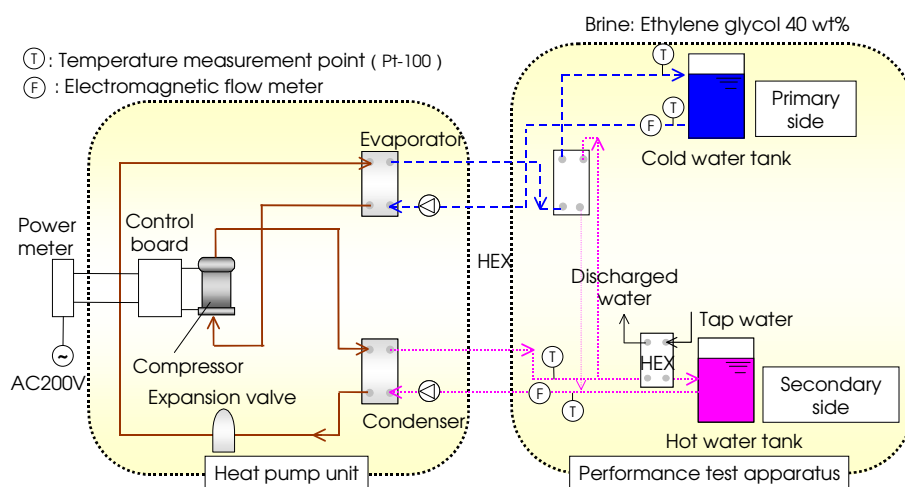 Brine: Ethylene glycol 40 wt%
T : Temperature measurement point ( Pt-100 )
F : Electromagnetic flow meter
T
T
F
Primary
side
Cold water tank
Evaporator
Power
meter
Control
board
HEX
Discharged
water
Tap water
HEX
T
F
T
Compressor
~
AC200V
Expansion valve
Condenser
Secondary
side
Hot water tank
Heat pump unit
Performance test apparatus